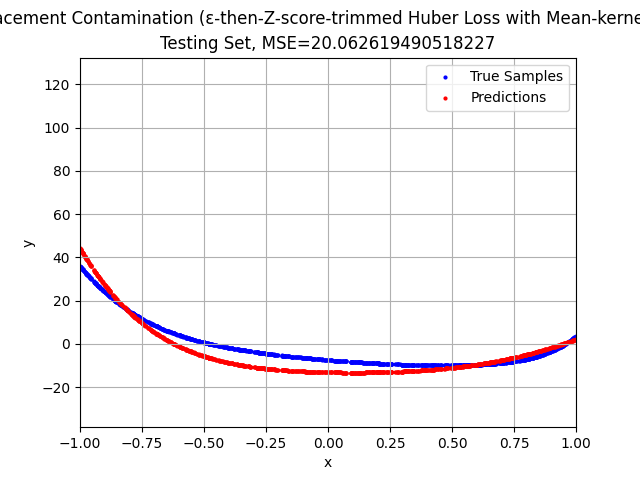 acement Contamination (ε-then-Z-score-trimmed Huber Loss with Mean-kerne
Testing Set, MSE=20.062619490518227
True Samples
Predictions
120
100
80
60
40
20
0
−20
y
−1.00 −0.75 −0.50 −0.25 0.00 0.25 0.50 0.75 1.00
x